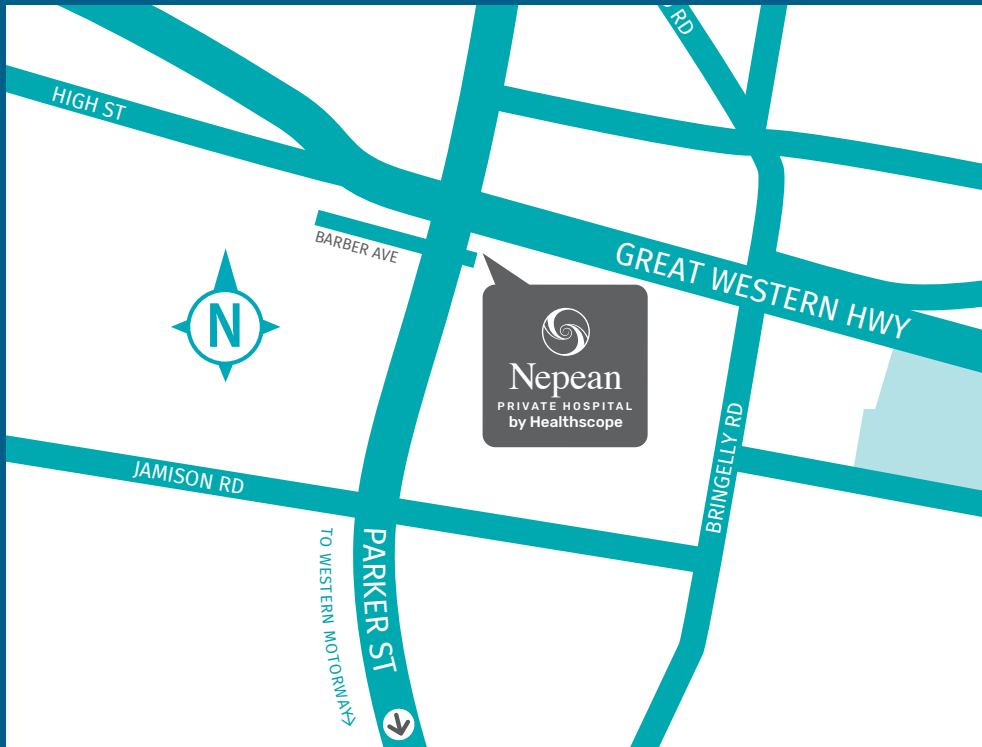 O RD
HIGH ST
BARBER AVE
GREAT WESTERN HWY
N
Nepean
PRIVATE HOSPITAL
by Healthscope
BRINGELLY RD
JAMISON RD
PARKER ST
TO WESTERN MOTORWAY